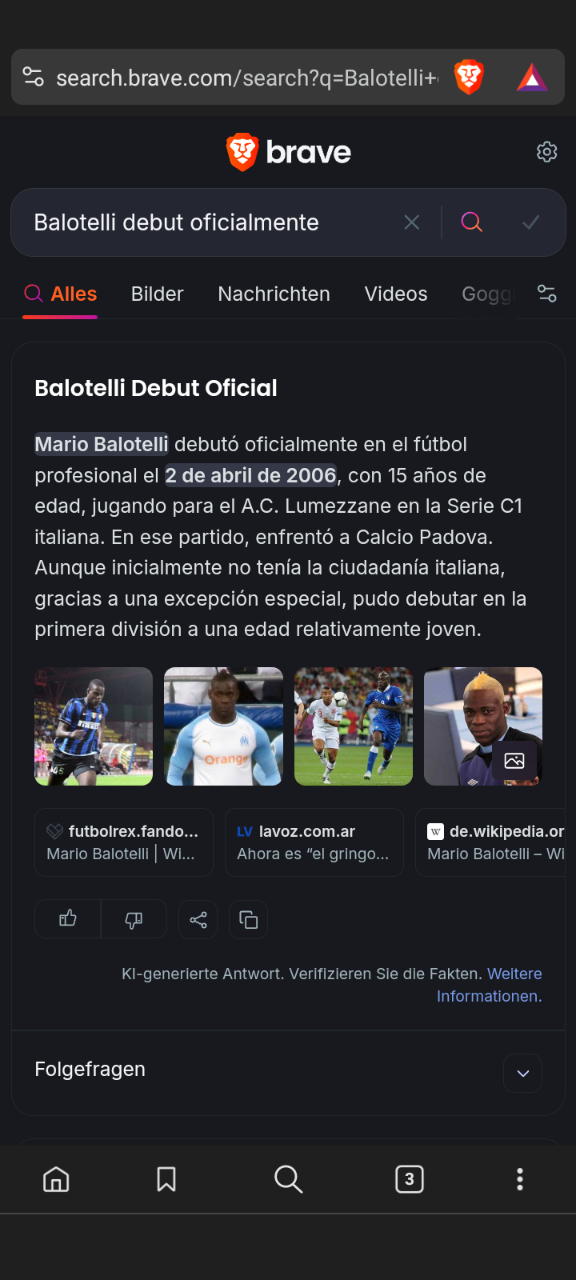 search.brave.com/search?q=Balotelli+
brave
Balotelli debut oficialmente
Alles Bilder Nachrichten Videos Gogg
Balotelli Debut Oficial
Mario Balotelli debutó oficialmente en el fútbol
profesional el 2 de abril de 2006, con 15 años de
edad, jugando para el A.C. Lumezzane en la Serie C1
italiana. En ese partido, enfrentó a Calcio Padova.
Aunque inicialmente no tenía la ciudadanía italiana,
gracias a una excepción especial, pudo debutar en la
primera división a una edad relativamente joven.
Orange
futbolrex.fando... LV lavoz.com.ar W de.wikipedia.or
Mario Balotelli | Wi... Ahora es “el gringo... Mario Balotelli – Wi
KI-generierte Antwort. Verifizieren Sie die Fakten. Weitere
Informationen.
Folgefragen
3